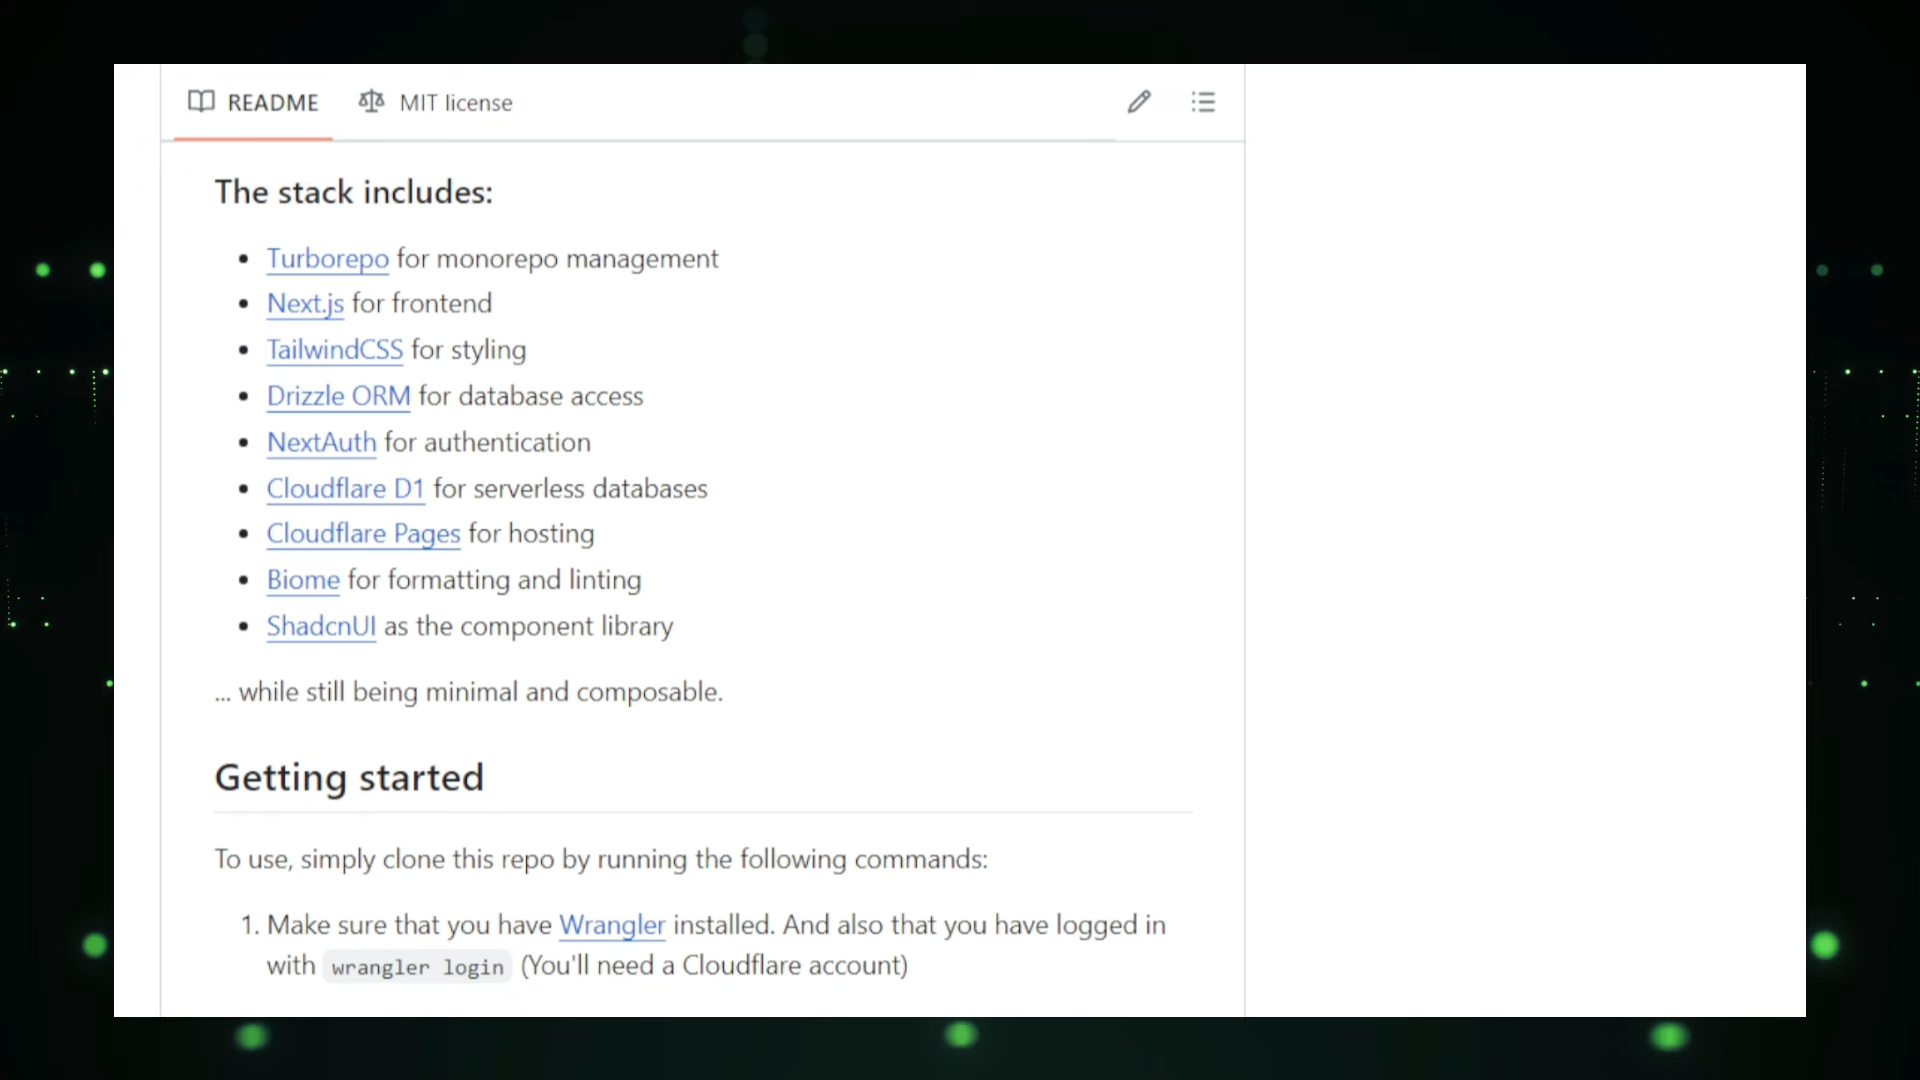 README MIT license
The stack includes:
• Turborepo for monorepo management
• Next.js for frontend
• TailwindCSS for styling
• Drizzle ORM for database access
• NextAuth for authentication
• Cloudflare D1 for serverless databases
• Cloudflare Pages for hosting
• Biome for formatting and linting
• ShadcnUI as the component library
... while still being minimal and composable.
Getting started
To use, simply clone this repo by running the following commands:
1. Make sure that you have Wrangler installed. And also that you have logged in
with wrangler login (You'll need a Cloudflare account)